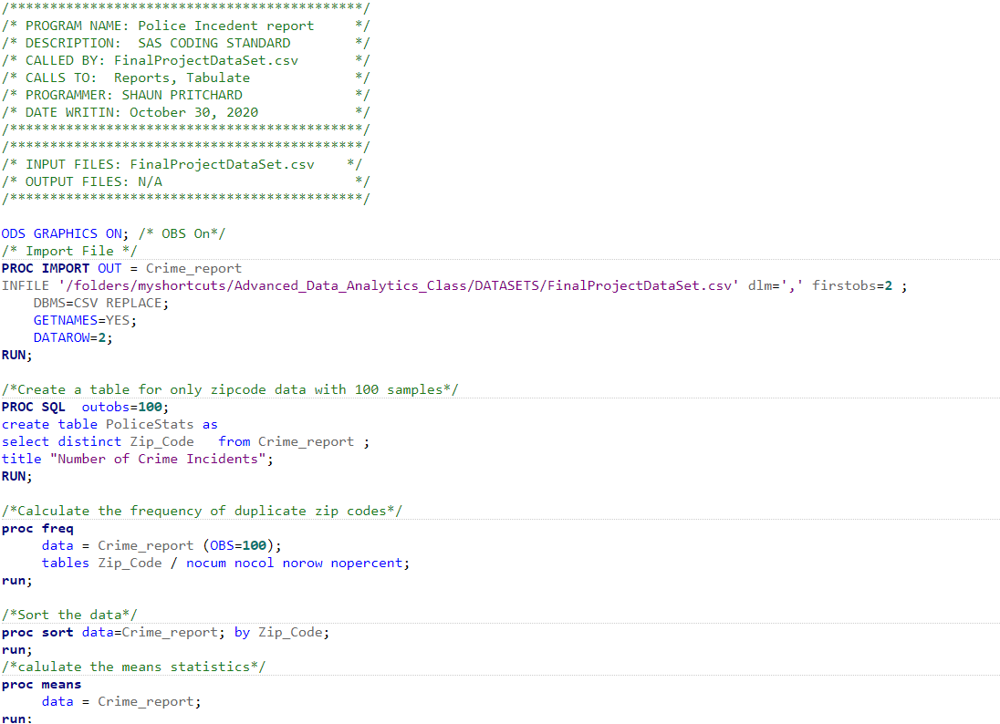 /********************************************/
/* PROGRAM NAME: Police Incedent report     */
/* DESCRIPTION:  SAS CODING STANDARD        */
/* CALLED BY: FinalProjectDataSet.csv       */
/* CALLS TO:  Reports, Tabulate             */
/* PROGRAMMER: SHAUN PRITCHARD              */
/* DATE WRITIN: October 30, 2020            */
/********************************************/
/********************************************/
/* INPUT FILES: FinalProjectDataSet.csv    */
/* OUTPUT FILES: N/A                        */
/********************************************/

ODS GRAPHICS ON; /* OBS On*/
/* Import File */
PROC IMPORT OUT = Crime_report
INFILE '/folders/myshortcuts/Advanced_Data_Analytics_Class/DATASETS/FinalProjectDataSet.csv' dlm=',' firstobs=2 ;
    DBMS=CSV REPLACE;
    GETNAMES=YES;
    DATAROW=2;
RUN;

/*Create a table for only zipcode data with 100 samples*/
PROC SQL  outobs=100;
create table PoliceStats as
select distinct Zip_Code   from Crime_report ;
title "Number of Crime Incidents";
RUN;

/*Calculate the frequency of duplicate zip codes*/
proc freq
     data = Crime_report (OBS=100);
     tables Zip_Code / nocum nocol norow nopercent;
run;

/*Sort the data*/
proc sort data=Crime_report; by Zip_Code;
run;
/*calulate the means statistics*/
proc means
     data = Crime_report;
run;